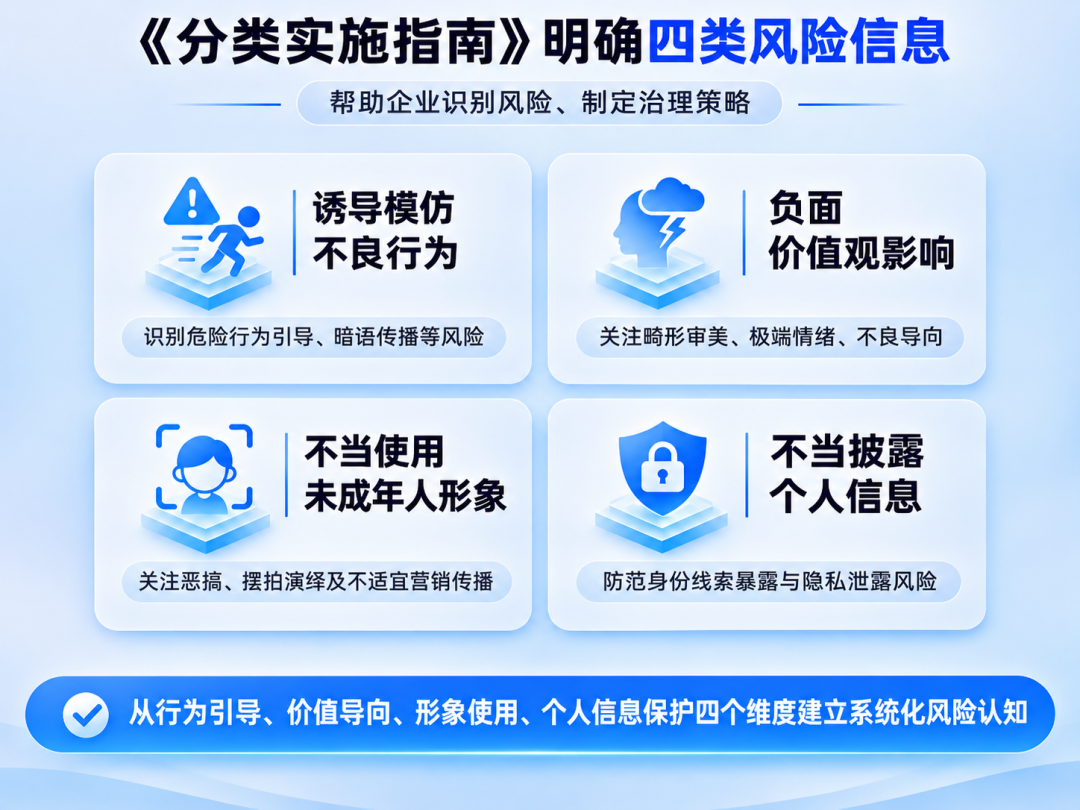 《分类实施指南》明确四类风险信息
帮助企业识别风险、制定治理策略
诱导模仿
不良行为
识别危险行为引导、暗语传播等风险
负面
价值观影响
关注畸形审美、极端情绪、不良导向
不当使用
未成年人形象
关注恶搞、摆拍演绎及不适宜营销传播
不当披露
个人信息
防范身份线索暴露与隐私泄露风险
从行为引导、价值导向、形象使用、个人信息保护四个维度建立系统化风险认知